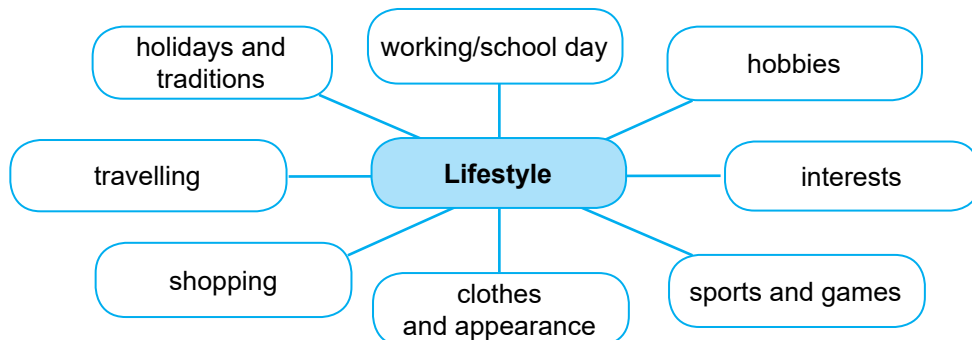 holidays and
traditions
working/school day
hobbies
travelling
Lifestyle
interests
shopping
clothes
and appearance
sports and games